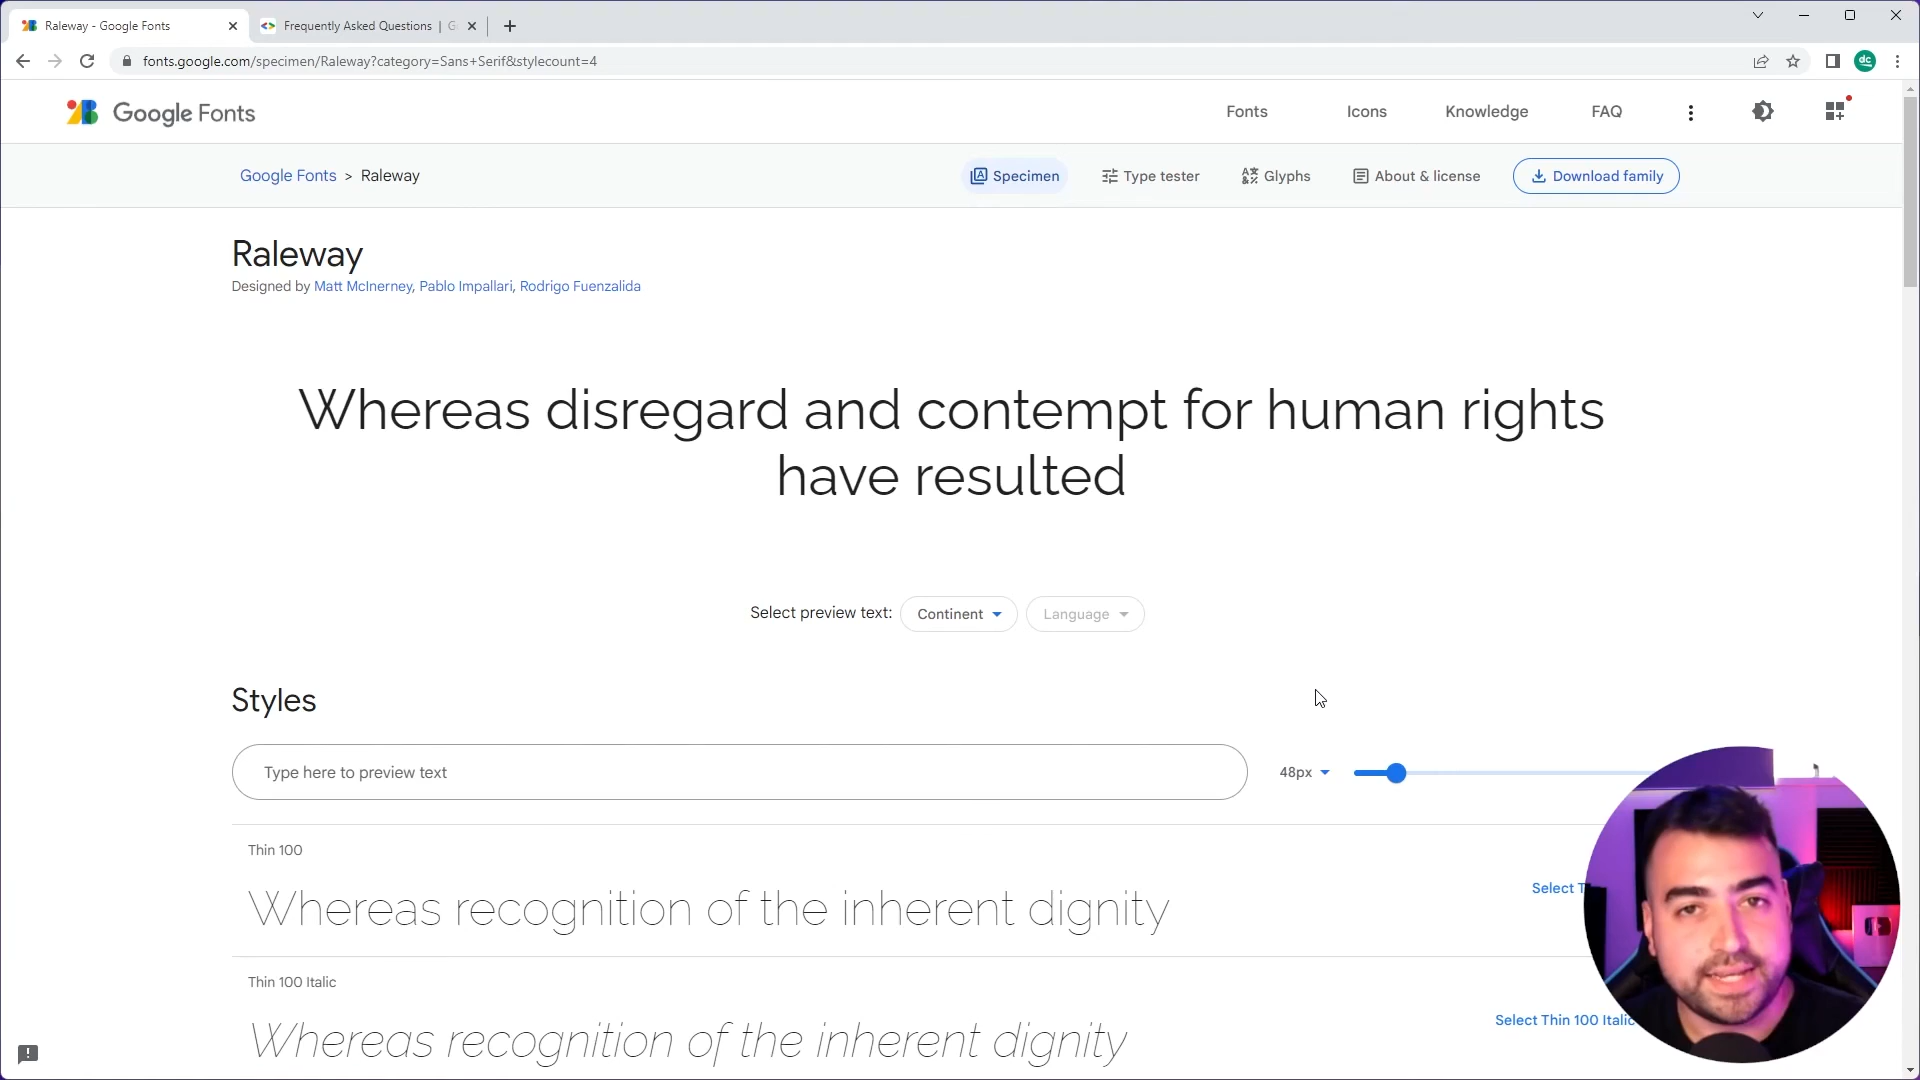 Raleway - Google Fonts
Frequently Asked Questions |
fonts.google.com/specimen/Raleway?category=Sans+Serif&stylecount=4
dc
Google Fonts
Fonts
Icons
Knowledge
FAQ
Google Fonts > Raleway
Specimen
Type tester
Glyphs
About & license
Download family
Raleway
Designed by Matt McInerney, Pablo Impallari, Rodrigo Fuenzalida
Whereas disregard and contempt for human rights
have resulted
Select preview text:
Continent
Language
Styles
Type here to preview text
48px
Thin 100
Whereas recognition of the inherent dignity
Select T
Thin 100 Italic
Whereas recognition of the inherent dignity
Select Thin 100 Italic